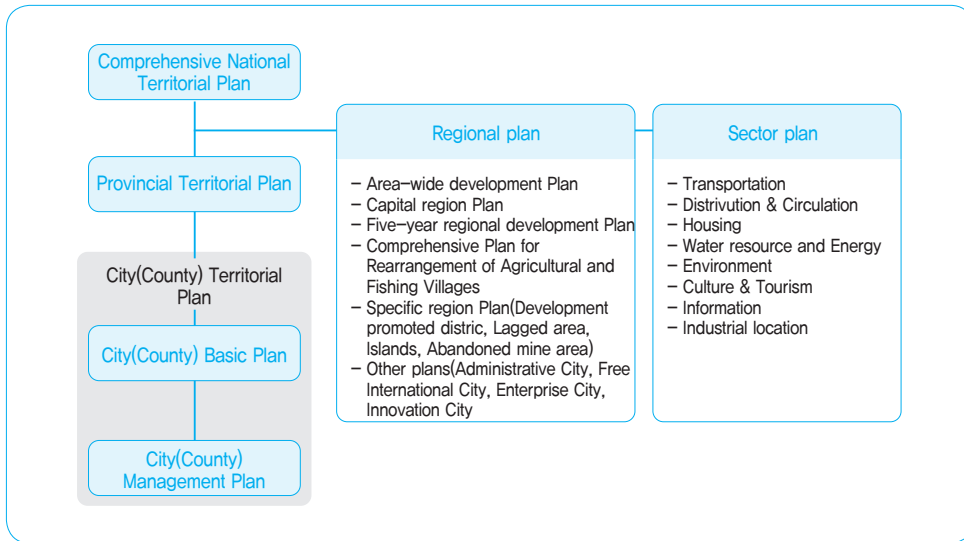 Comprehensive National
Territorial Plan
Provincial Territorial Plan
City(County) Territorial
Plan
City(County) Basic Plan
City(County)
Management Plan
Regional plan
– Area–wide development Plan
– Capital region Plan
– Five–year regional development Plan
– Comprehensive Plan for
Rearrangement of Agricultural and
Fishing Villages
– Specific region Plan(Development
promoted distric, Lagged area,
Islands, Abandoned mine area)
– Other plans(Administrative City, Free
International City, Enterprise City,
Innovation City
Sector plan
– Transportation
– Distrivution & Circulation
– Housing
– Water resource and Energy
– Environment
– Culture & Tourism
– Information
– Industrial location